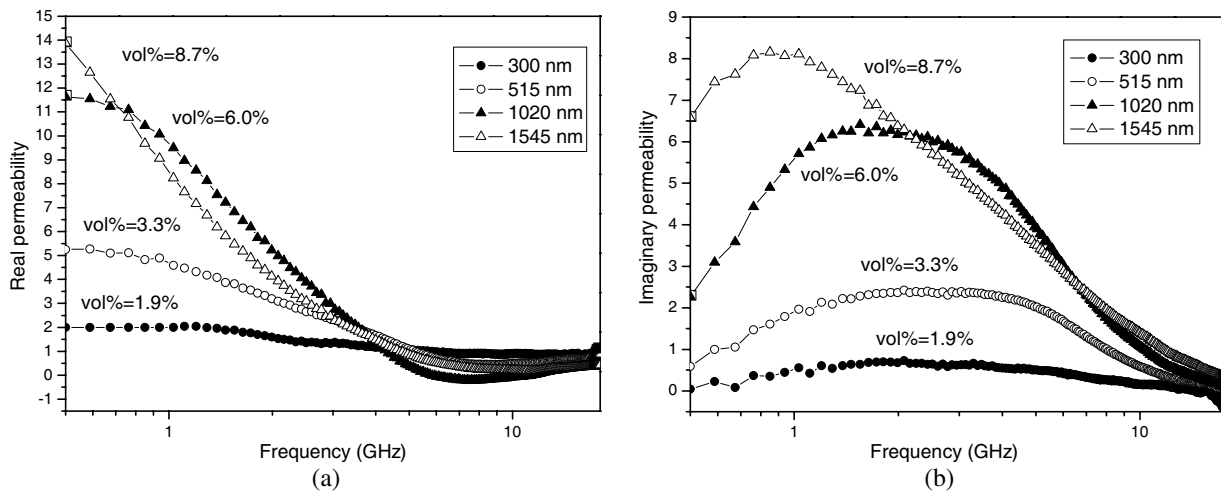 15
14
13
12
11
10
9
8
7
6
5
4
3
2
1
0
-1
Real permeability
vol%=8.7%
vol%=6.0%
vol%=3.3%
vol%=1.9%
300 nm
515 nm
1020 nm
1545 nm
1
10
Frequency (GHz)
(a)
9
8
7
6
5
4
3
2
1
0
Imaginary permeability
vol%=8.7%
vol%=6.0%
vol%=3.3%
vol%=1.9%
300 nm
515 nm
1020 nm
1545 nm
1
10
Frequency (GHz)
(b)